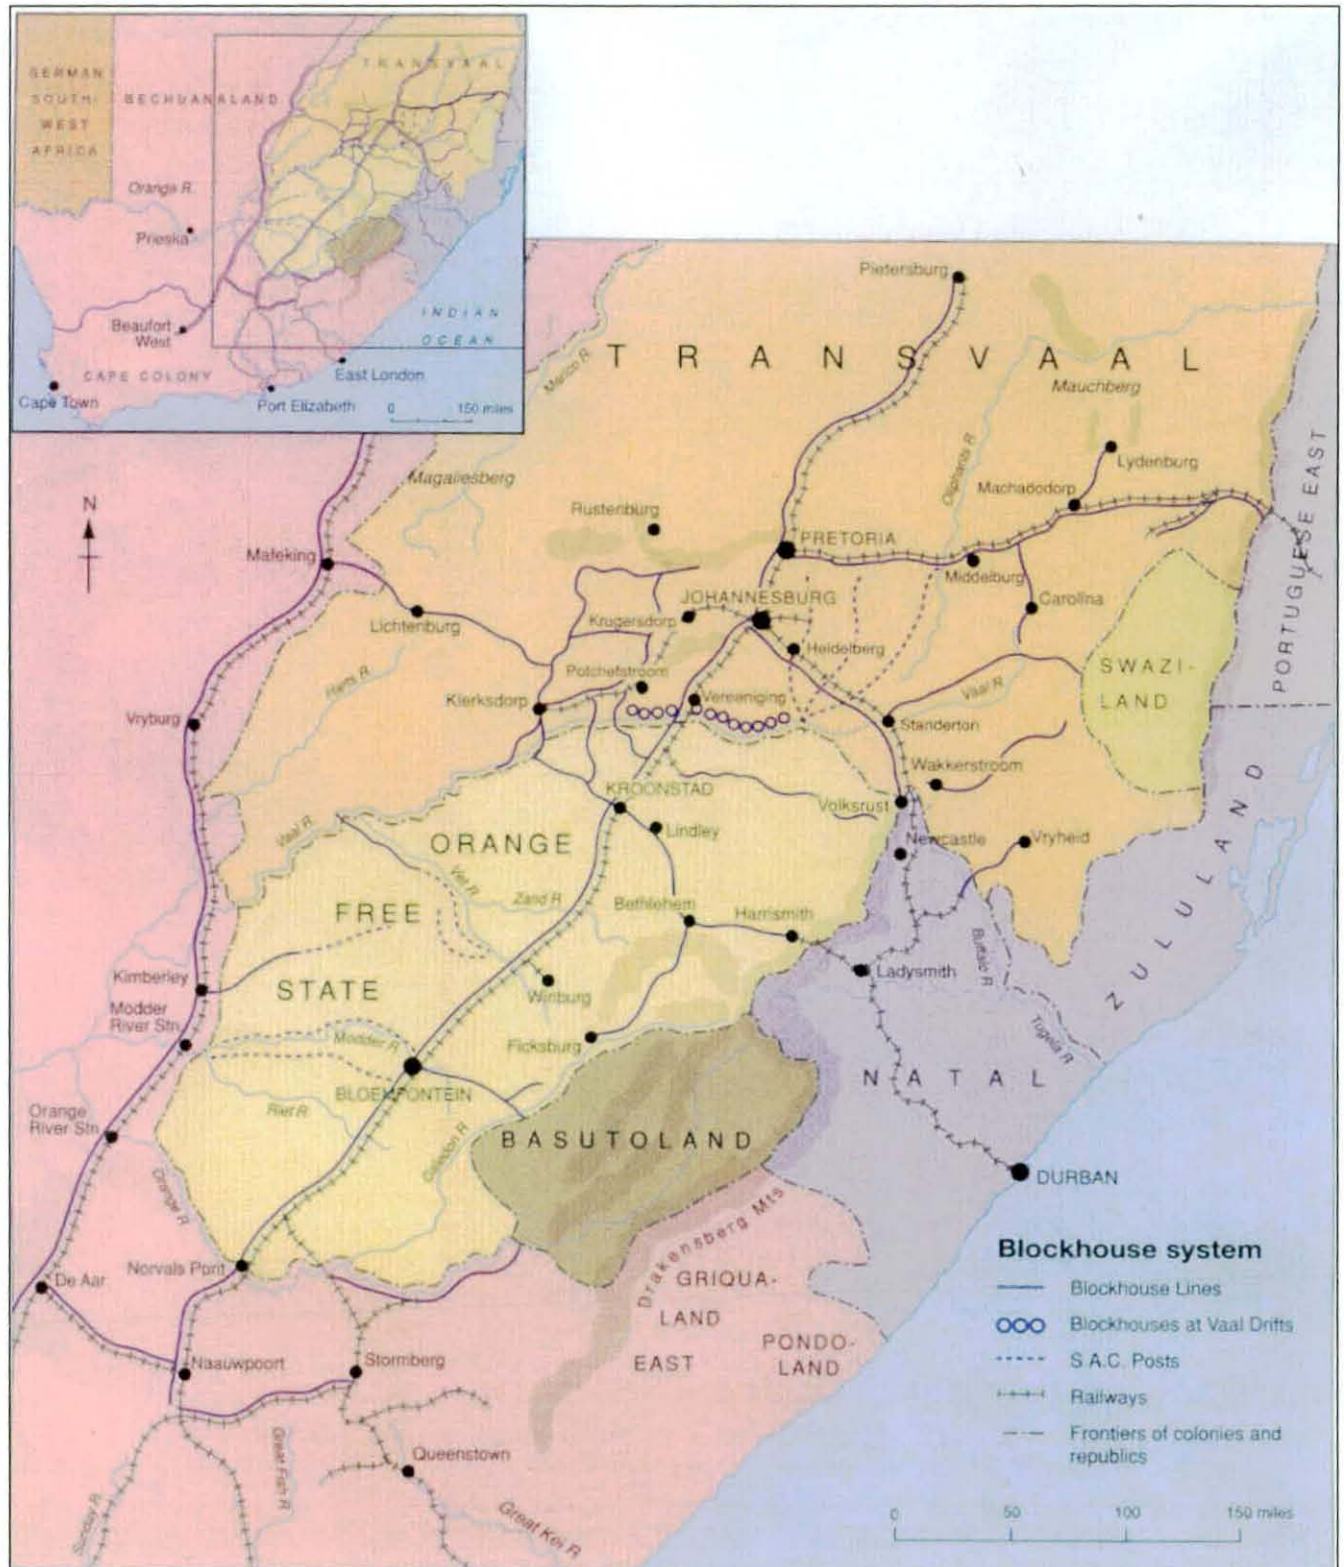 GERMAN
SOUTH-
WEST
AFRICA
BECHUANALAND
TRANSVAAL
Orange R.
Prieska
Beaufort
West
CAPE COLONY
Cape Town
Port Elizabeth
East London
INDIAN
OCEAN
0 150 miles
Pietersburg
TRANSVAAL
Marico R.
Mauchberg
Magaliesberg
Oliphants R
Lydenburg
Machadodorp
Rustenburg
N
PRETORIA
Mafeking
Middelburg
PORTUGUESE EAST
JOHANNESBURG
Carolina
Krugersdorp
Lichtenburg
Heidelberg
Potchefstroom
SWAZI-
LAND
Harts R.
Vaal R
Klerksdorp
Vereeniging
Vryburg
Standerton
Wakkerstroom
KROONSTAD
Volksrust
Vaal R.
ORANGE
Lindley
Newcastle
Vryheid
Vet R.
Zand R.
FREE
Bethlehem
Harrismith
ZULULAND
Kimberley
STATE
Winburg
Ladysmith
Buffalo R
Modder
River Stn.
Modder R.
Ficksburg
Tugela R
NATAL
BLOEMFONTEIN
Orange
River Stn.
Riet R.
Caledon R
BASUTOLAND
DURBAN
Orange R
Drakensberg Mts
Norvals Pont
De Aar
GRIQUA-
LAND
EAST
PONDO-
LAND
Naauwpoort
Stormberg
Great Fish R
Queenstown
Sunday R
Great Kei R
Blockhouse system
Blockhouse Lines
Blockhouses at Vaal Drifts
S.A.C. Posts
Railways
Frontiers of colonies and
republics
0 50 100 150 miles